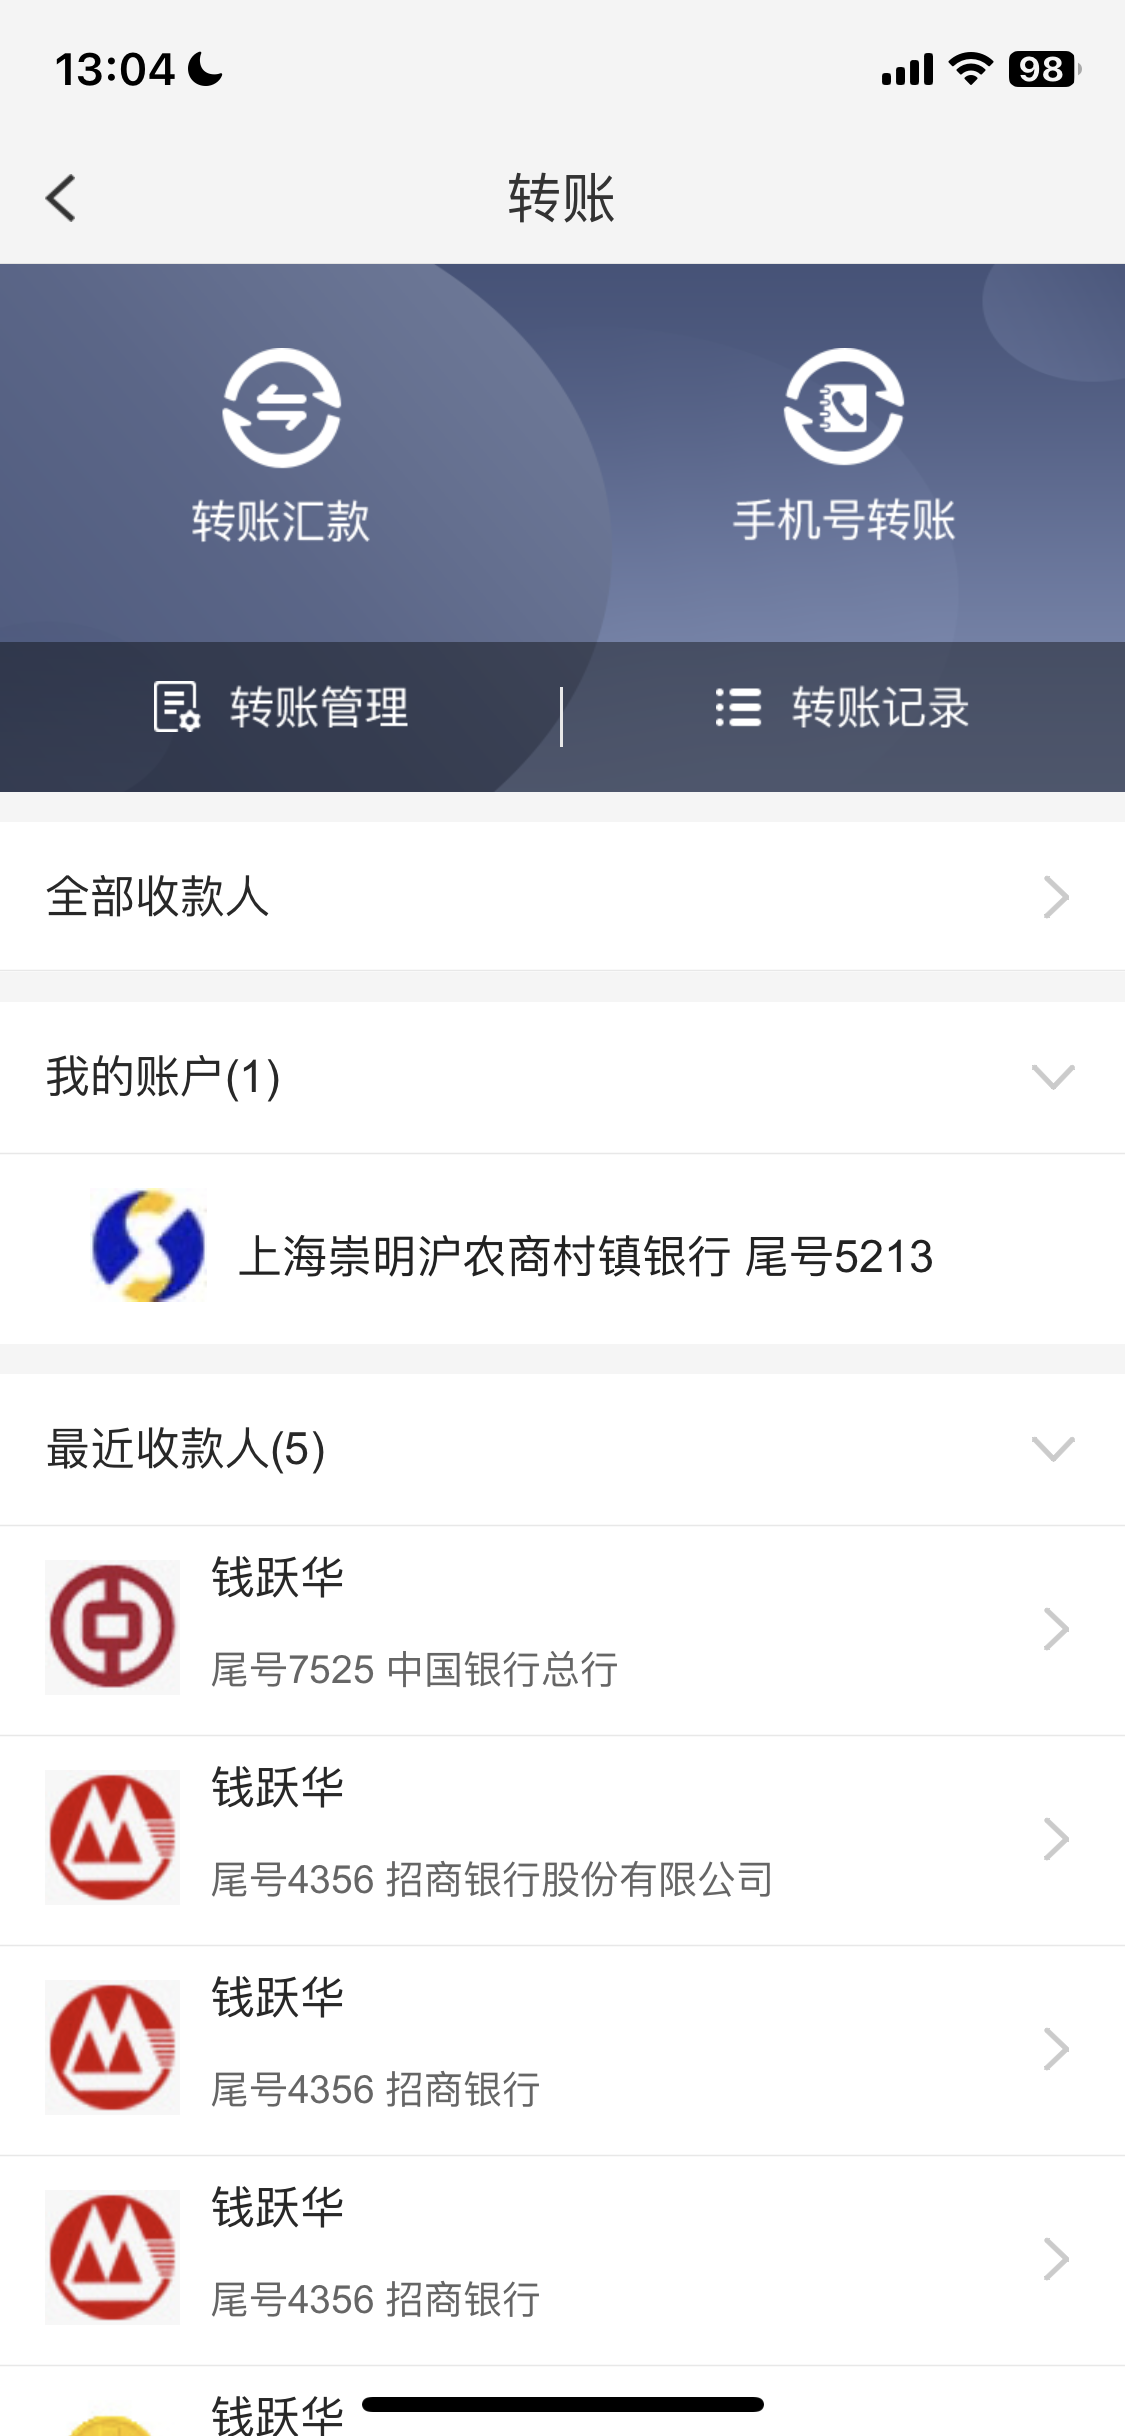 13:04
98
转账
转账汇款
手机号转账
转账管理
转账记录
全部收款人
我的账户(1)
上海崇明沪农商村镇银行 尾号5213
最近收款人(5)
钱跃华
尾号7525 中国银行总行
钱跃华
尾号4356 招商银行股份有限公司
钱跃华
尾号4356 招商银行
钱跃华
尾号4356 招商银行
钱跃华